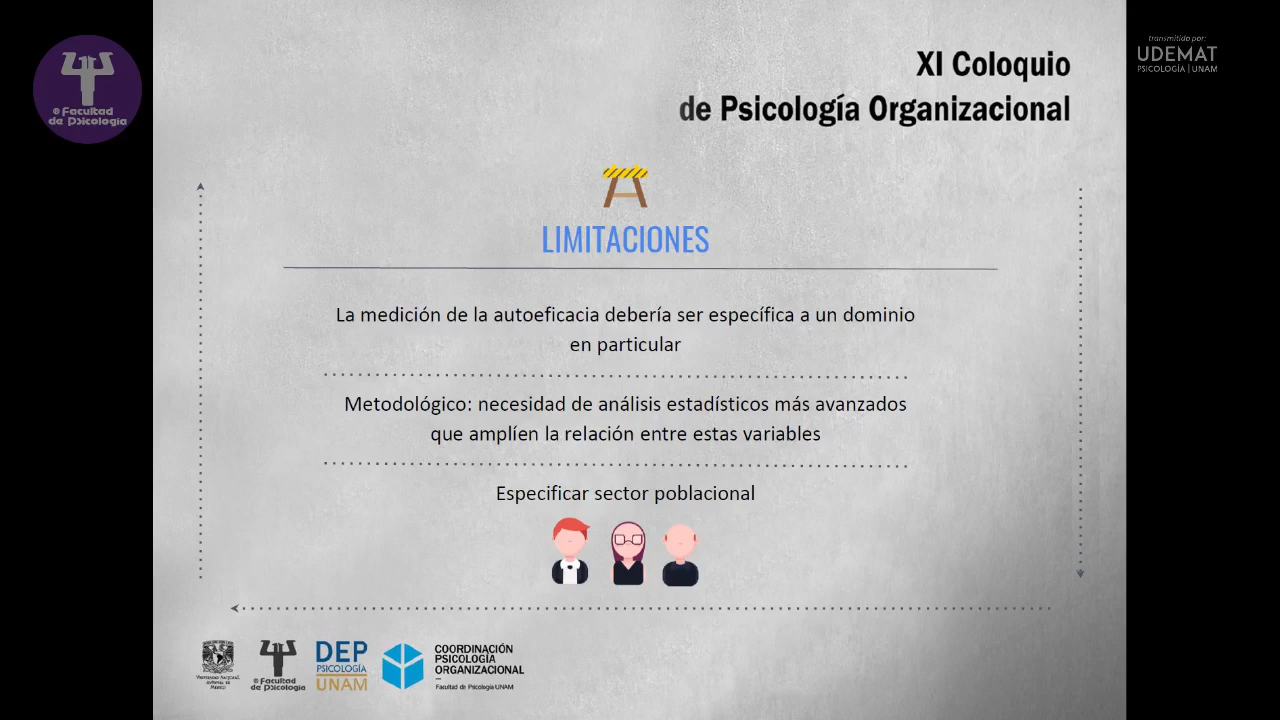 ® Facultad
de Psicología
XI Coloquio
de Psicología Organizacional
transmitido por:
UDEMAT
PSICOLOGÍA | UNAM
LIMITACIONES
La medición de la autoeficacia debería ser específica a un dominio
en particular
Metodológico: necesidad de análisis estadísticos más avanzados
que amplíen la relación entre estas variables
Especificar sector poblacional
® Facultad
de Psicología
DEP
PSICOLOGÍA
UNAM
COORDINACIÓN
PSICOLOGÍA
ORGANIZACIONAL
Facultad de Psicología UNAM